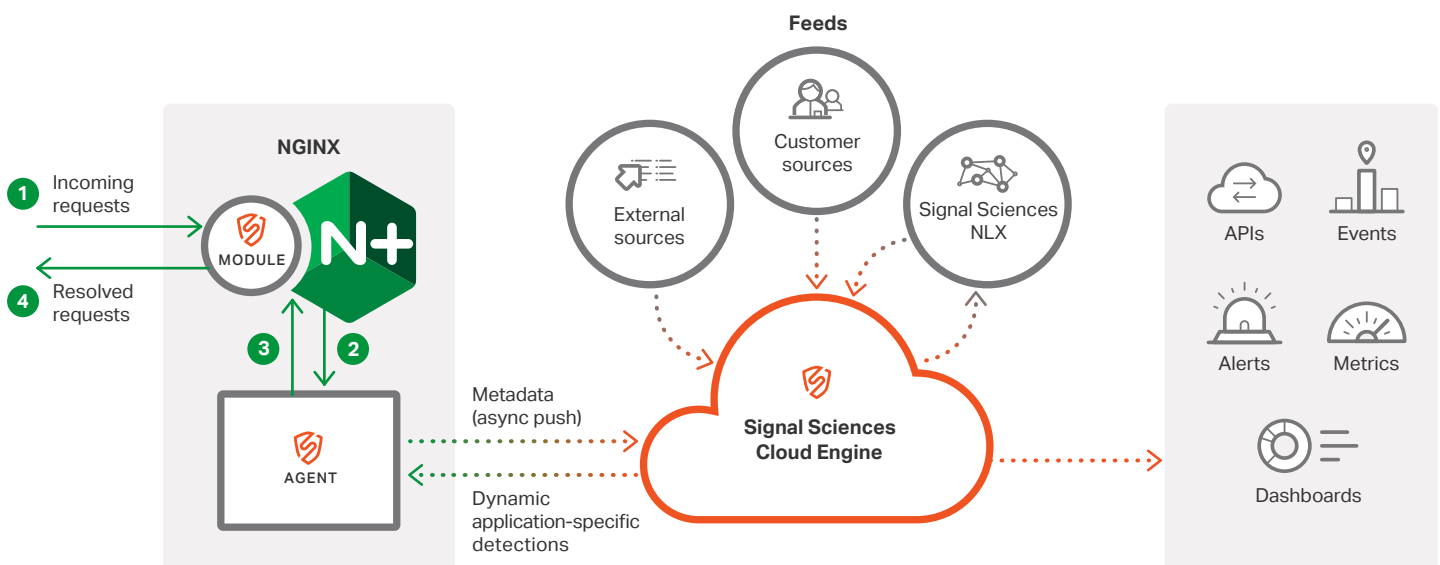 Feeds
NGINX
1
Incoming
requests
MODULE
N+
4
Resolved
requests
3
2
AGENT
Metadata
(async push)
Dynamic
application-specific
detections
External
sources
Customer
sources
Signal Sciences
NLX
Signal Sciences
Cloud Engine
APIs
Events
Alerts
Metrics
Dashboards